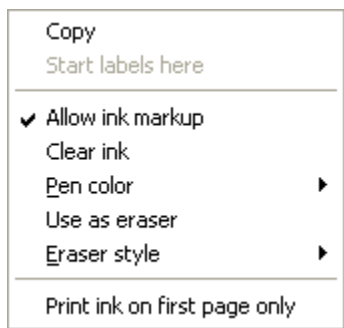 Copy
Start labels here
Allow ink markup
Clear ink
Pen color
Use as eraser
Eraser style
Print ink on first page only